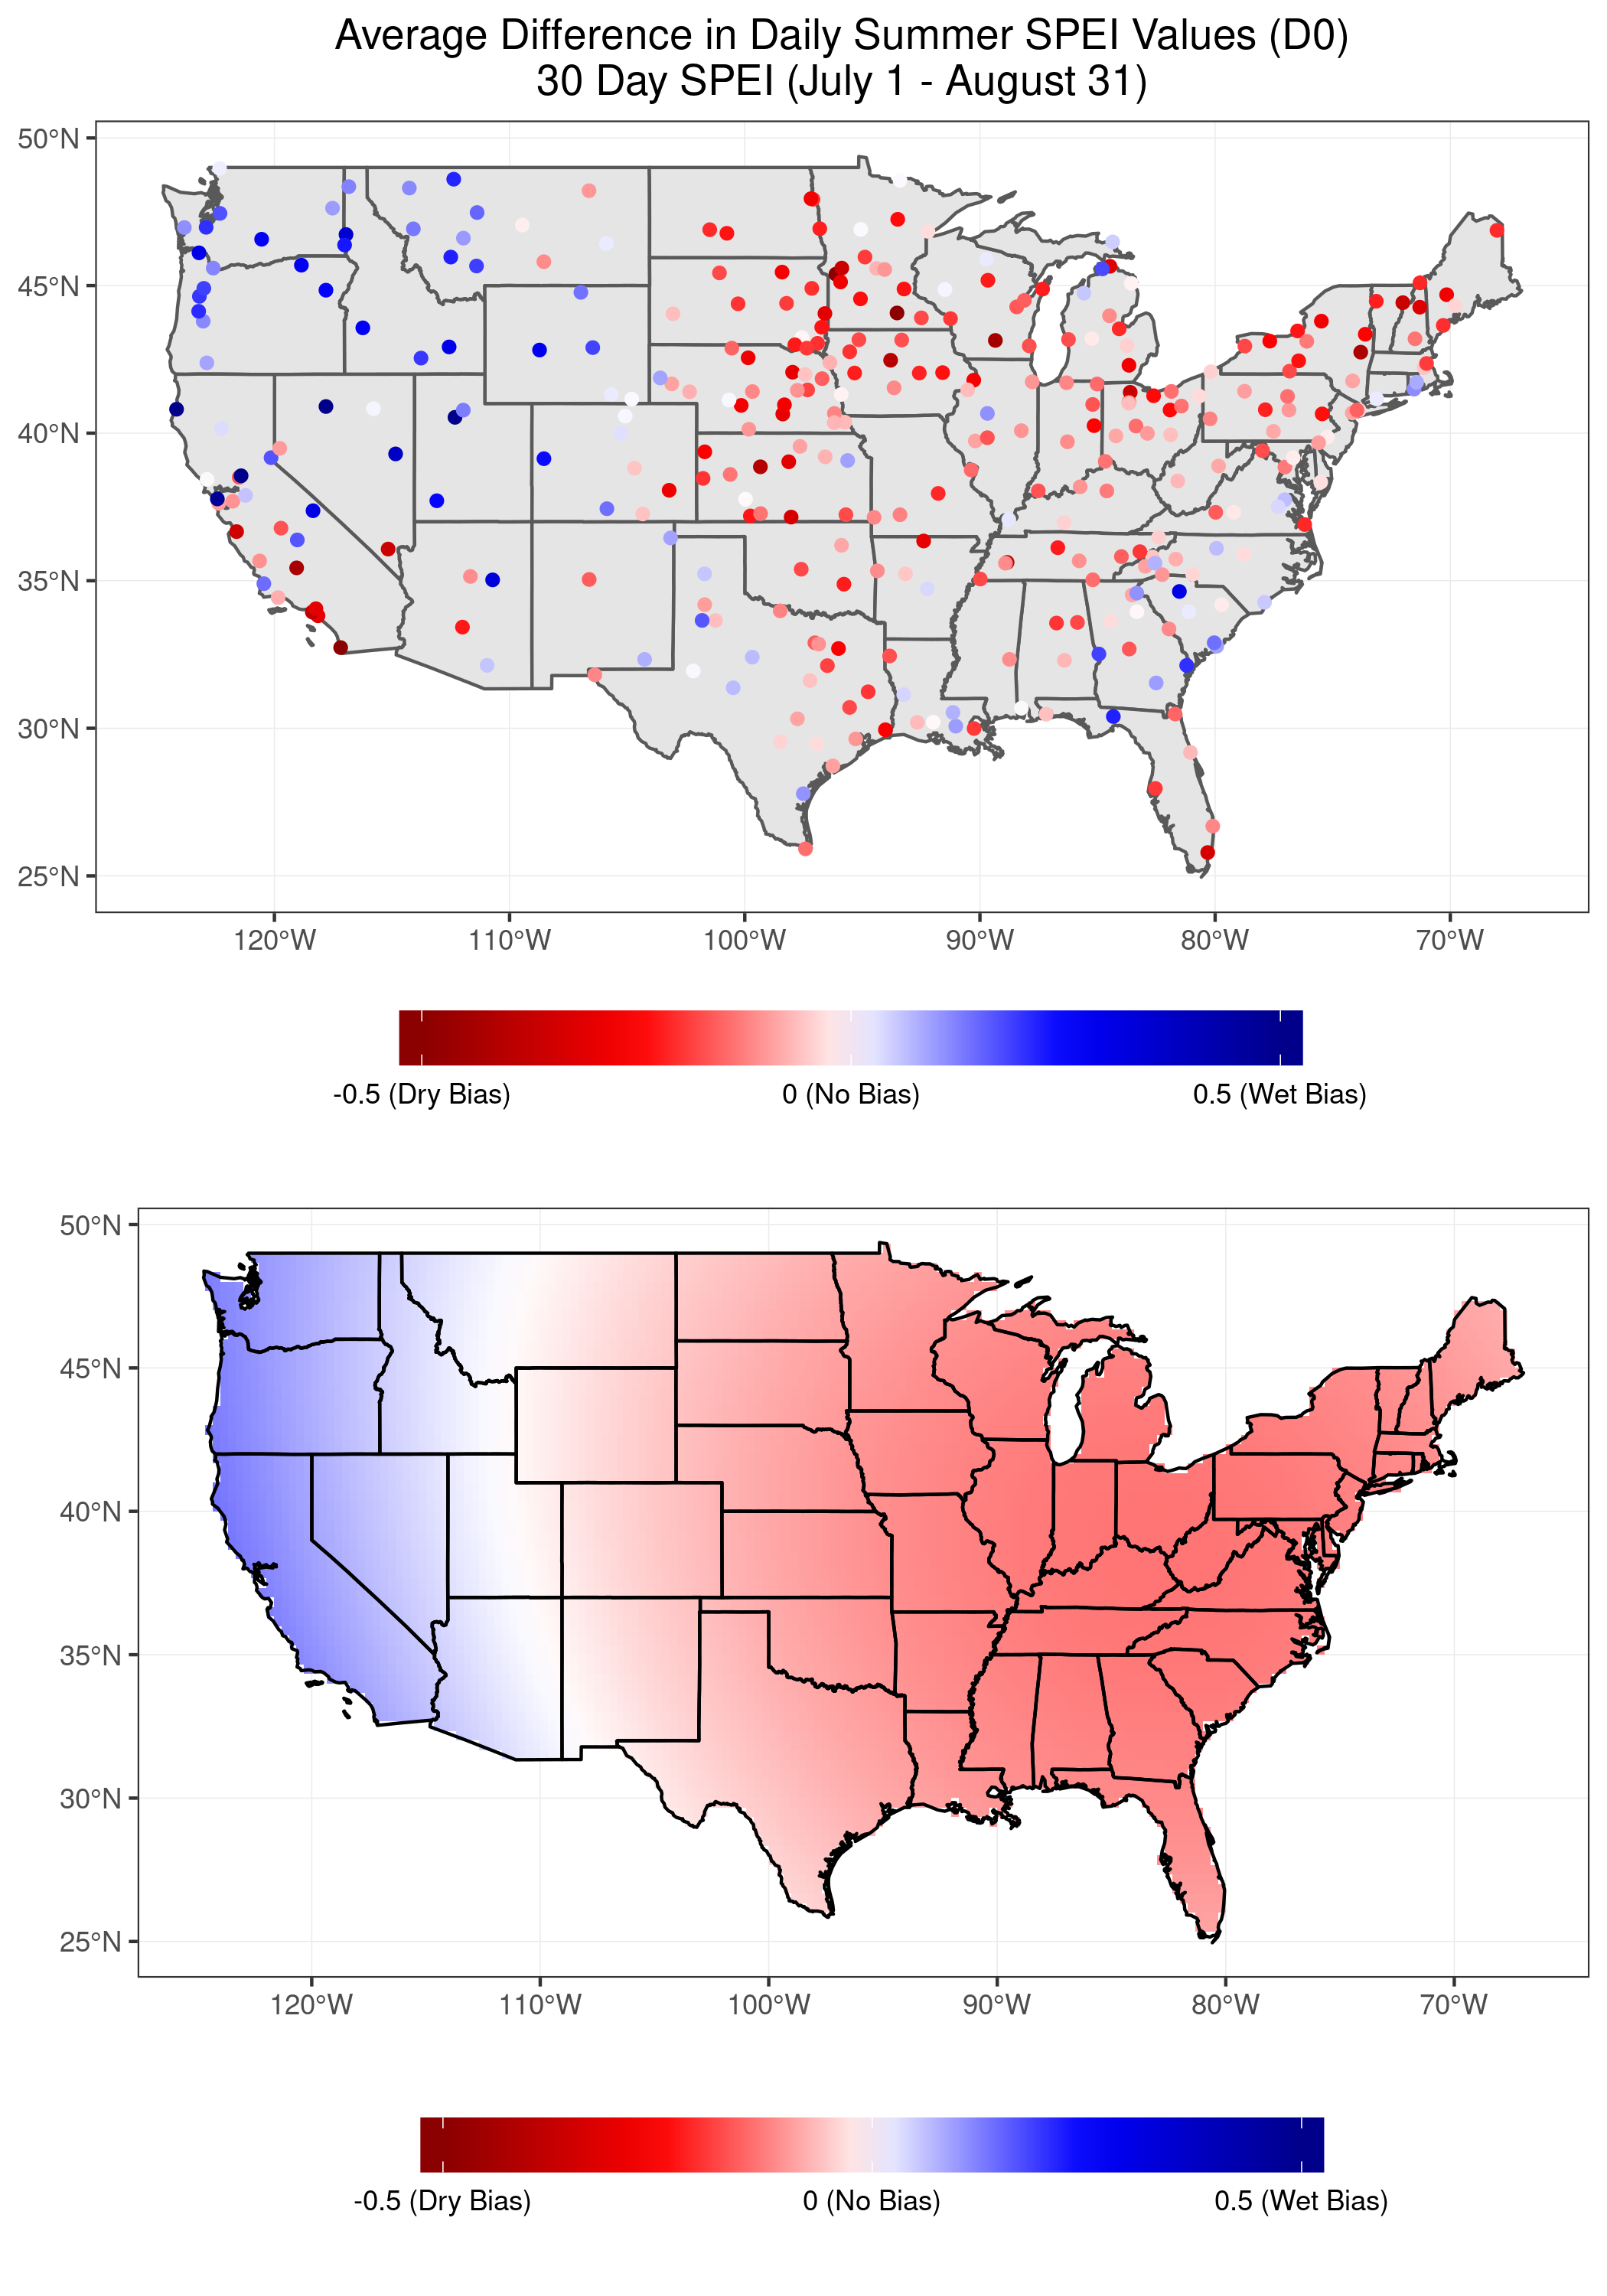 Average Difference in Daily Summer SPEI Values (D0)
30 Day SPEI (July 1 - August 31)
50°N
45°N
40°N
35°N
30°N
25°N
120°W 110°W 100°W 90°W 80°W 70°W
-0.5 (Dry Bias) 0 (No Bias) 0.5 (Wet Bias)
50°N
45°N
40°N
35°N
30°N
25°N
120°W 110°W 100°W 90°W 80°W 70°W
-0.5 (Dry Bias) 0 (No Bias) 0.5 (Wet Bias)